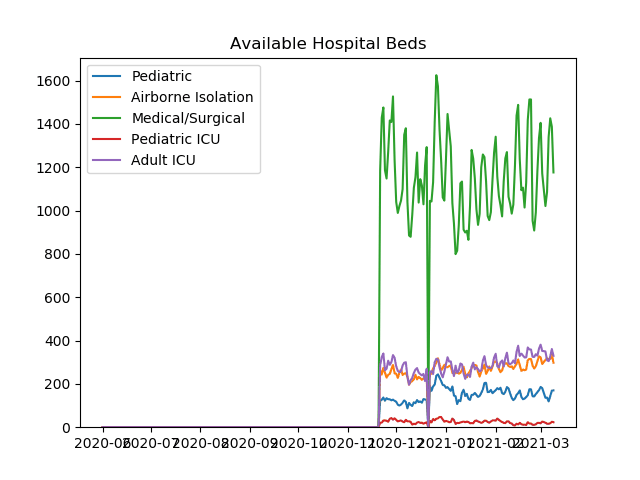 Available Hospital Beds
Pediatric
Airborne Isolation
Medical/Surgical
Pediatric ICU
Adult ICU
1600
1400
1200
1000
800
600
400
200
0
2020-06 2020-07 2020-08 2020-09 2020-10 2020-11 2020-12 2021-01 2021-02 2021-03